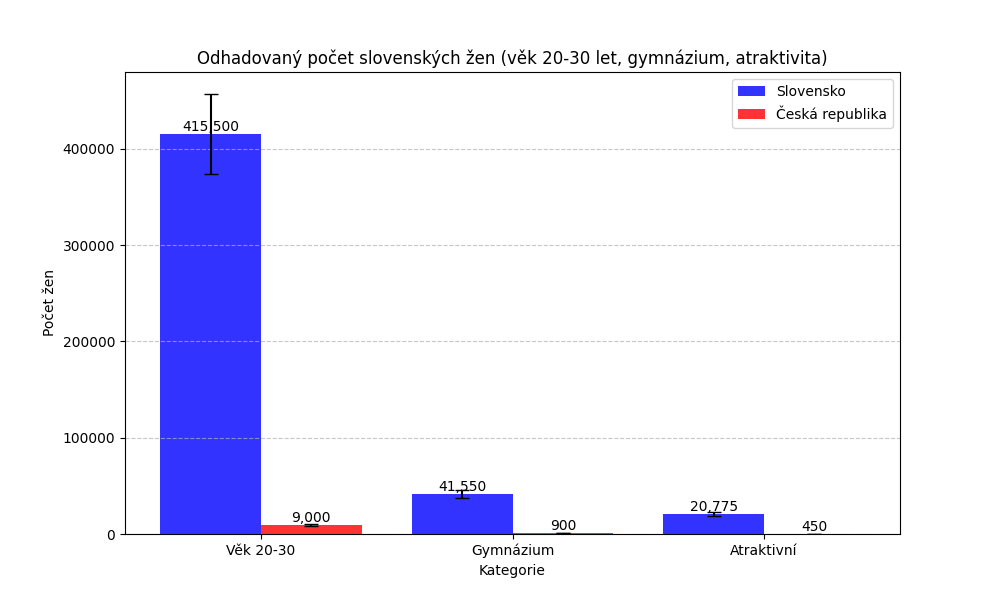 Odhadovaný počet slovenských žen (věk 20-30 let, gymnázium, atraktivita)
Slovensko
Česká republika
415,500
400000
300000
200000
100000
0
9,000
41,550
900
20,775
450
Počet žen
Věk 20-30
Gymnázium
Atraktivní
Kategorie